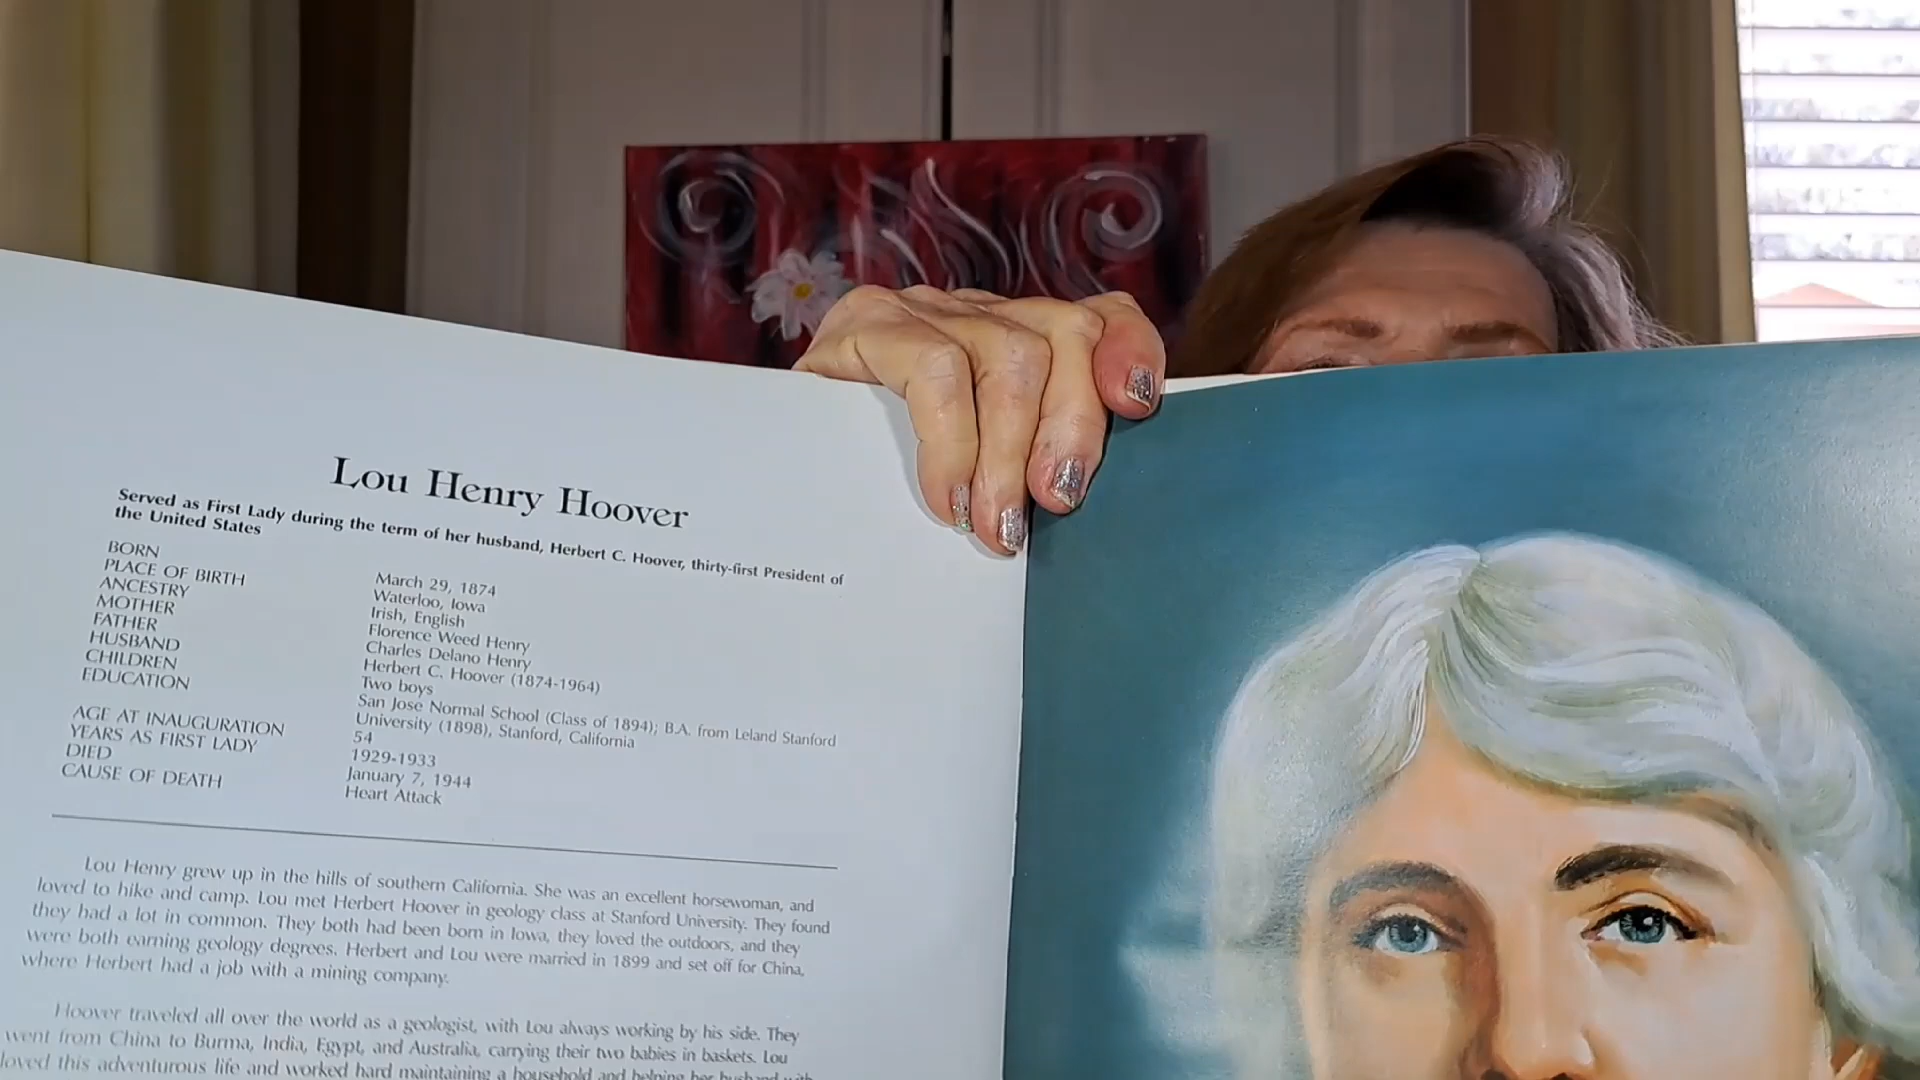 Lou Henry Hoover
Served as First Lady during the term of her husband, Herbert C. Hoover, thirty-first President of
the United States
BORN March 29, 1874
PLACE OF BIRTH Waterloo, Iowa
ANCESTRY Irish, English
MOTHER Florence Weed Henry
FATHER Charles Delano Henry
HUSBAND Herbert C. Hoover (1874-1964)
CHILDREN Two boys
EDUCATION San Jose Normal School (Class of 1894); B.A. from Leland Stanford
University (1898), Stanford, California
AGE AT INAUGURATION 54
YEARS AS FIRST LADY 1929-1933
DIED January 7, 1944
CAUSE OF DEATH Heart Attack
Lou Henry grew up in the hills of southern California. She was an excellent horsewoman, and
loved to hike and camp. Lou met Herbert Hoover in geology class at Stanford University. They found
they had a lot in common. They both had been born in Iowa, they loved the outdoors, and they
were both earning geology degrees. Herbert and Lou were married in 1899 and set off for China,
where Herbert had a job with a mining company.
Hoover traveled all over the world as a geologist, with Lou always working by his side. They
went from China to Burma, India, Egypt, and Australia, carrying their two babies in baskets. Lou
loved this adventurous life and worked hard maintaining a household and helping her husband with